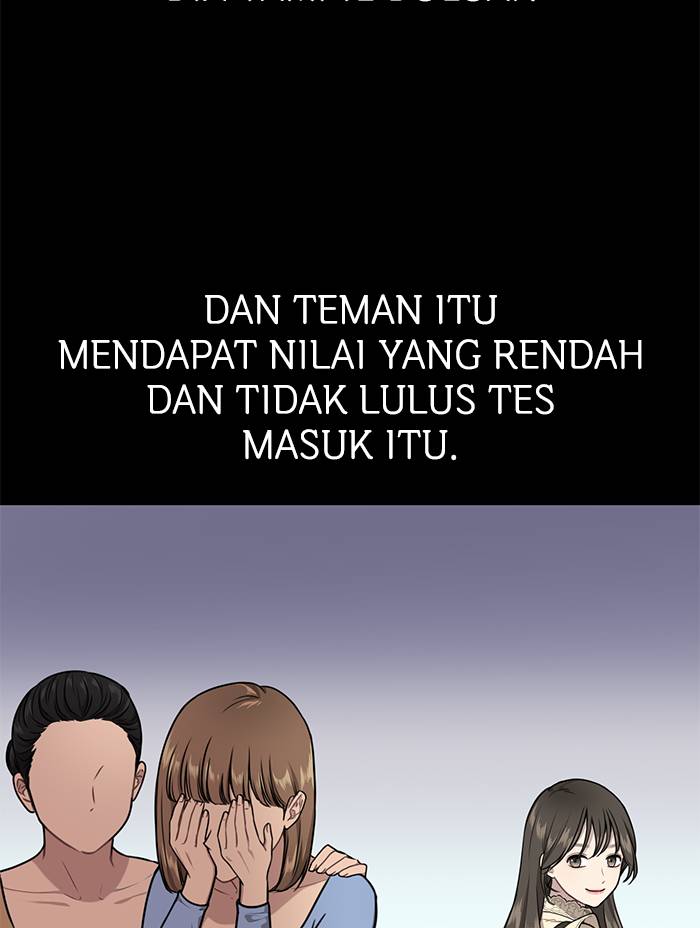 DAN TEMAN ITU
MENDAPAT NILAI YANG RENDAH
DAN TIDAK LULUS TES
MASUK ITU.